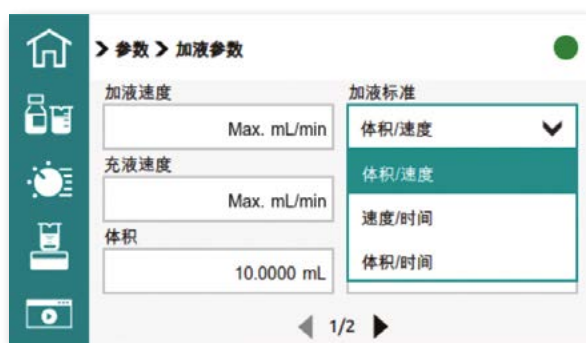 参数 加液参数
加液速度
Max. mL/min
充液速度
Max. mL/min
体积
10.0000 mL
加液标准
体积/速度
体积/速度
速度/时间
体积/时间
1/2